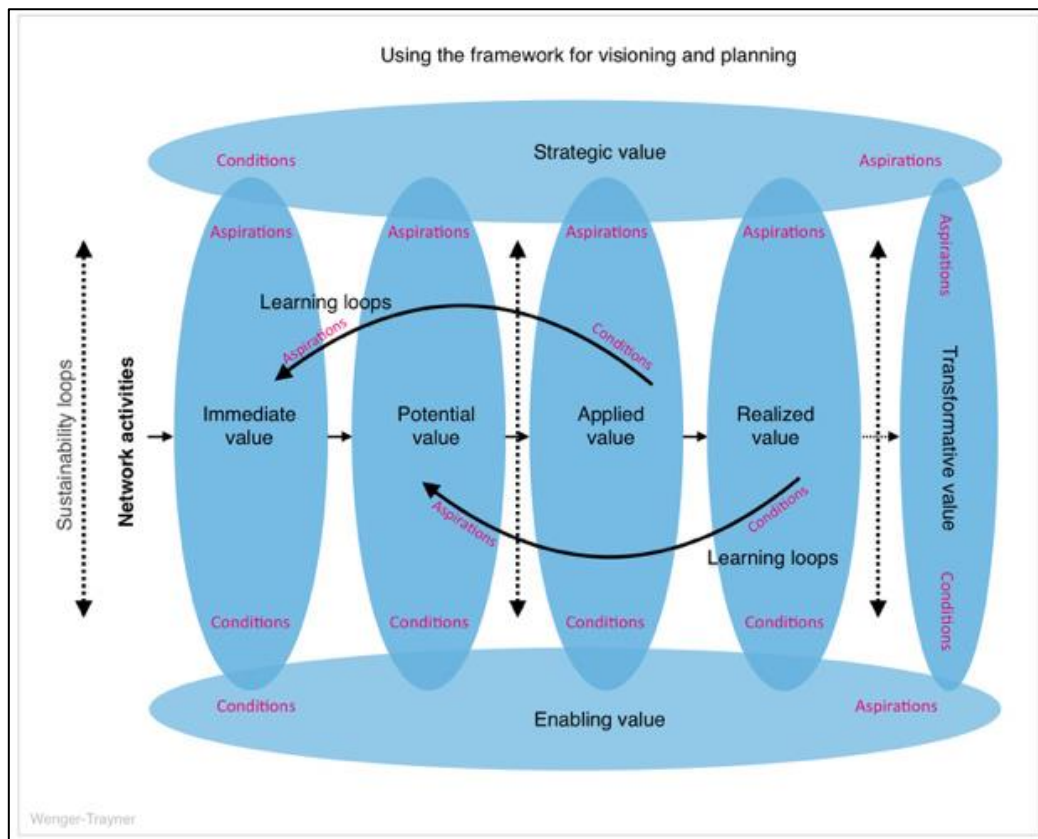 Using the framework for visioning and planning
Strategic value
Conditions
Aspirations
Aspirations
Aspirations
Aspirations
Aspirations
Aspirations
Learning loops
Aspirations
Conditions
Sustainability loops
Network activities
Immediate
value
Potential
value
Applied
value
Realized
value
Transformative value
Aspirations
Conditions
Learning loops
Conditions
Conditions
Conditions
Conditions
Conditions
Conditions
Aspirations
Enabling value
Wenger-Trayner